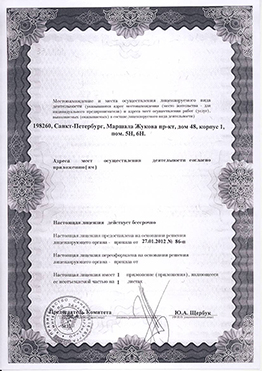 Местонахождение и места осуществления лицензируемого вида
деятельности (указываются адрес местонахождения (место жительства - для
индивидуального предпринимателя) и адреса мест осуществления работ (услуг),
выполняемых (оказываемых) в составе лицензируемого вида деятельности)
198260, Санкт-Петербург, Маршала Жукова пр-кт, дом 48, корпус 1,
пом. 5Н, 6Н.
Адреса мест осуществления деятельности согласно
приложению(ям)
Настоящая лицензия действует бессрочно
Настоящая лицензия предоставлена на основании решения
лицензирующего органа - приказа от 27.01.2012 № 86-л
Настоящая лицензия переоформлена на основании решения
лицензирующего органа - приказа от
Настоящая лицензия имеет 1 приложение (приложения), являющееся
ее неотъемлемой частью на 1 листах
Председатель Комитета Ю.А. Щербук